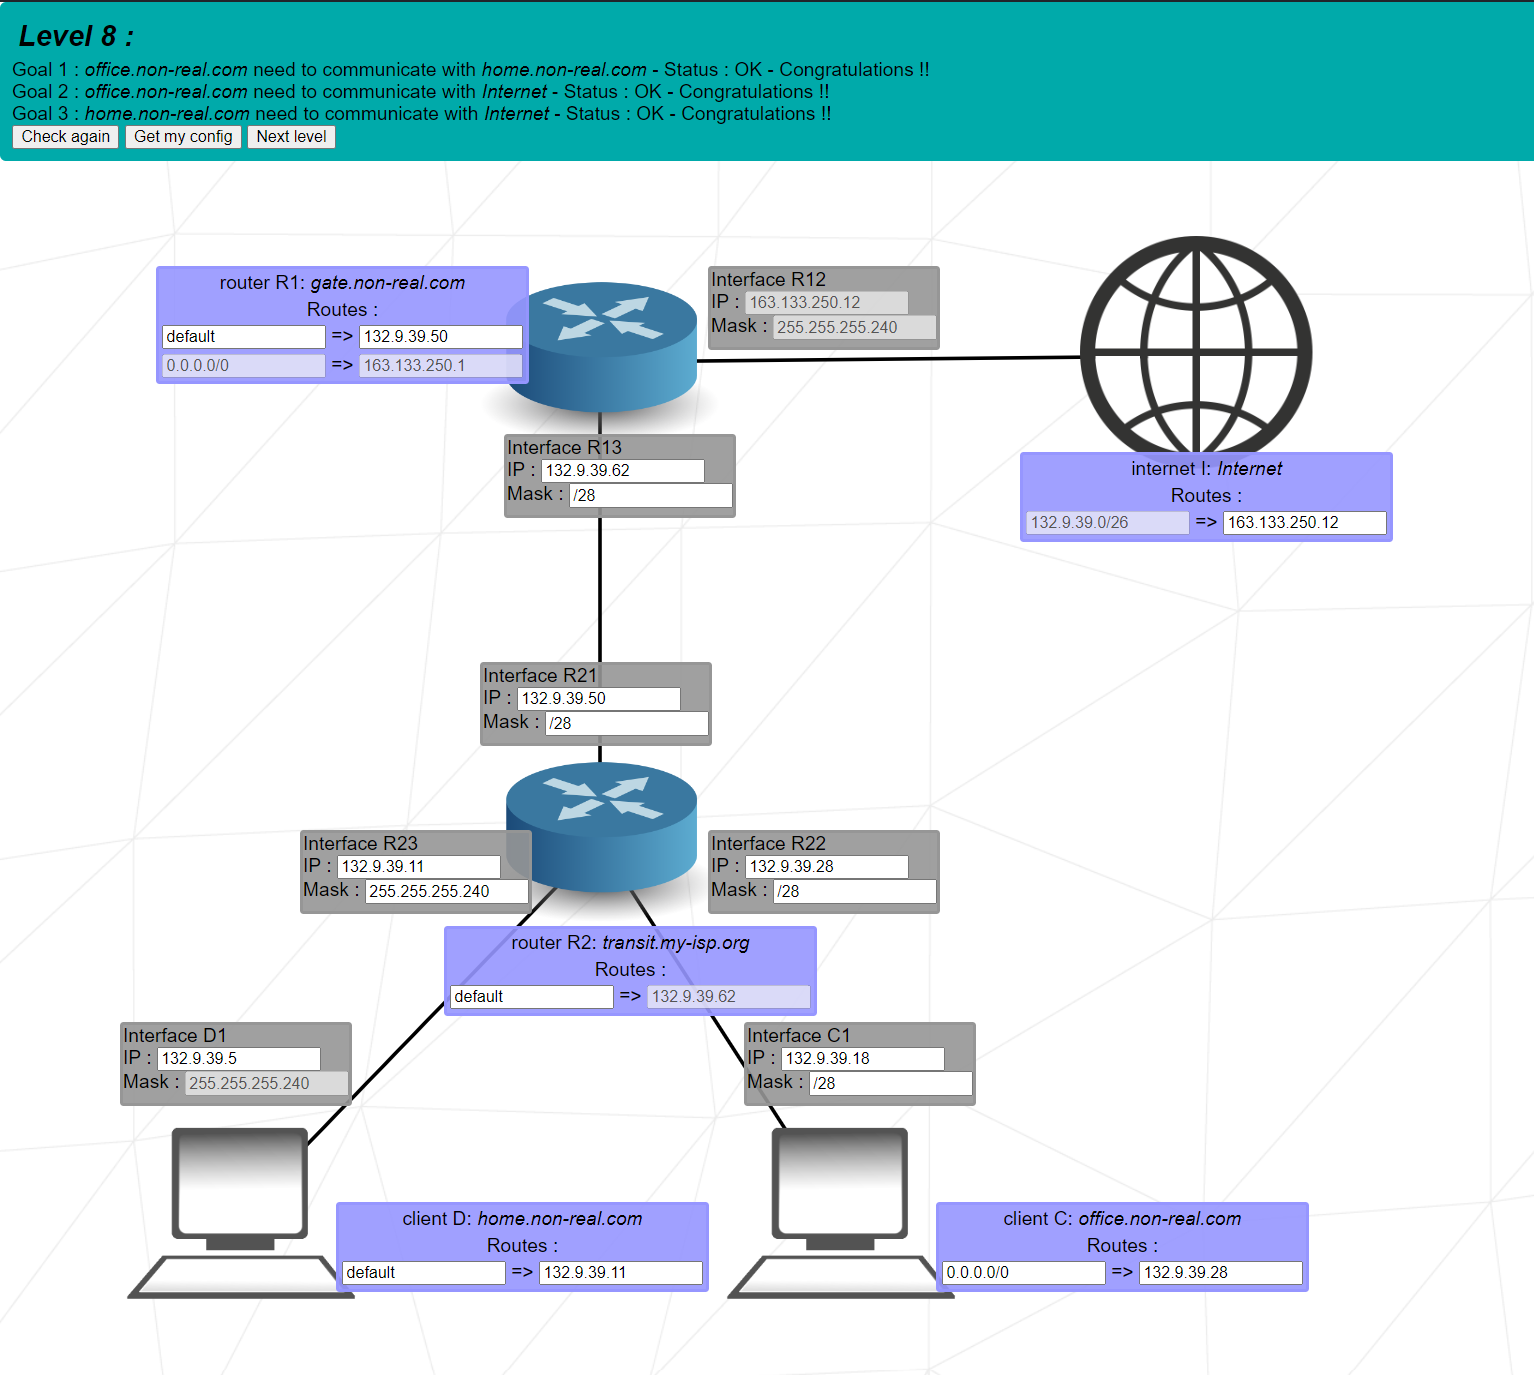 Level 8 :
Goal 1 : office.non-real.com need to communicate with home.non-real.com - Status : OK - Congratulations !!
Goal 2 : office.non-real.com need to communicate with Internet - Status : OK - Congratulations !!
Goal 3 : home.non-real.com need to communicate with Internet - Status : OK - Congratulations !!
Check again Get my config Next level
router R1: gate.non-real.com
Routes :
default => 132.9.39.50
0.0.0.0/0 => 163.133.250.1
Interface R12
IP : 163.133.250.12
Mask : 255.255.255.240
Interface R13
IP : 132.9.39.62
Mask : /28
internet I: Internet
Routes :
132.9.39.0/26 => 163.133.250.12
Interface R21
IP : 132.9.39.50
Mask : /28
Interface R23
IP : 132.9.39.11
Mask : 255.255.255.240
Interface R22
IP : 132.9.39.28
Mask : /28
router R2: transit.my-isp.org
Routes :
default => 132.9.39.62
Interface D1
IP : 132.9.39.5
Mask : 255.255.255.240
Interface C1
IP : 132.9.39.18
Mask : /28
client D: home.non-real.com
Routes :
default => 132.9.39.11
client C: office.non-real.com
Routes :
0.0.0.0/0 => 132.9.39.28